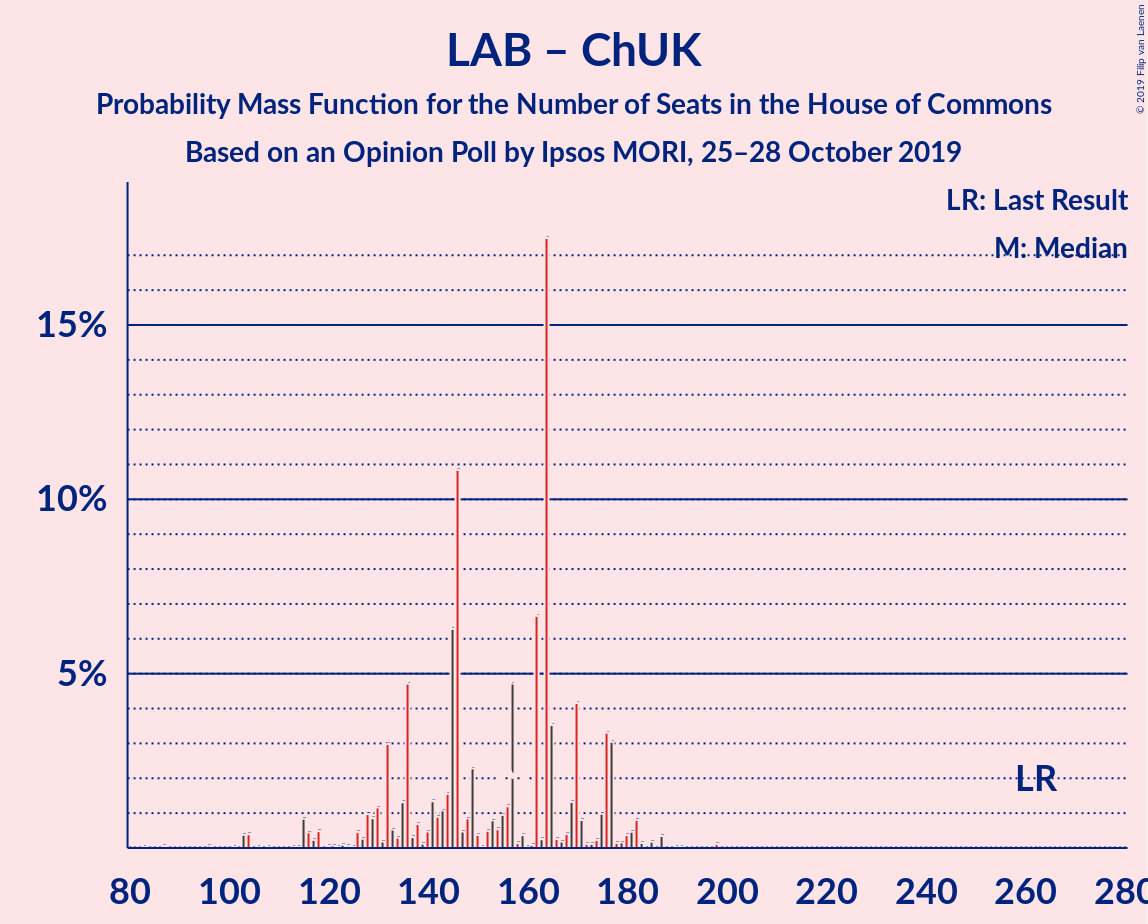 LAB – ChUK
Probability Mass Function for the Number of Seats in the House of Commons
Based on an Opinion Poll by Ipsos MORI, 25–28 October 2019
© 2019 Filip van Laenen
LR: Last Result
M: Median
15%
10%
5%
LR
80 100 120 140 160 180 200 220 240 260 280